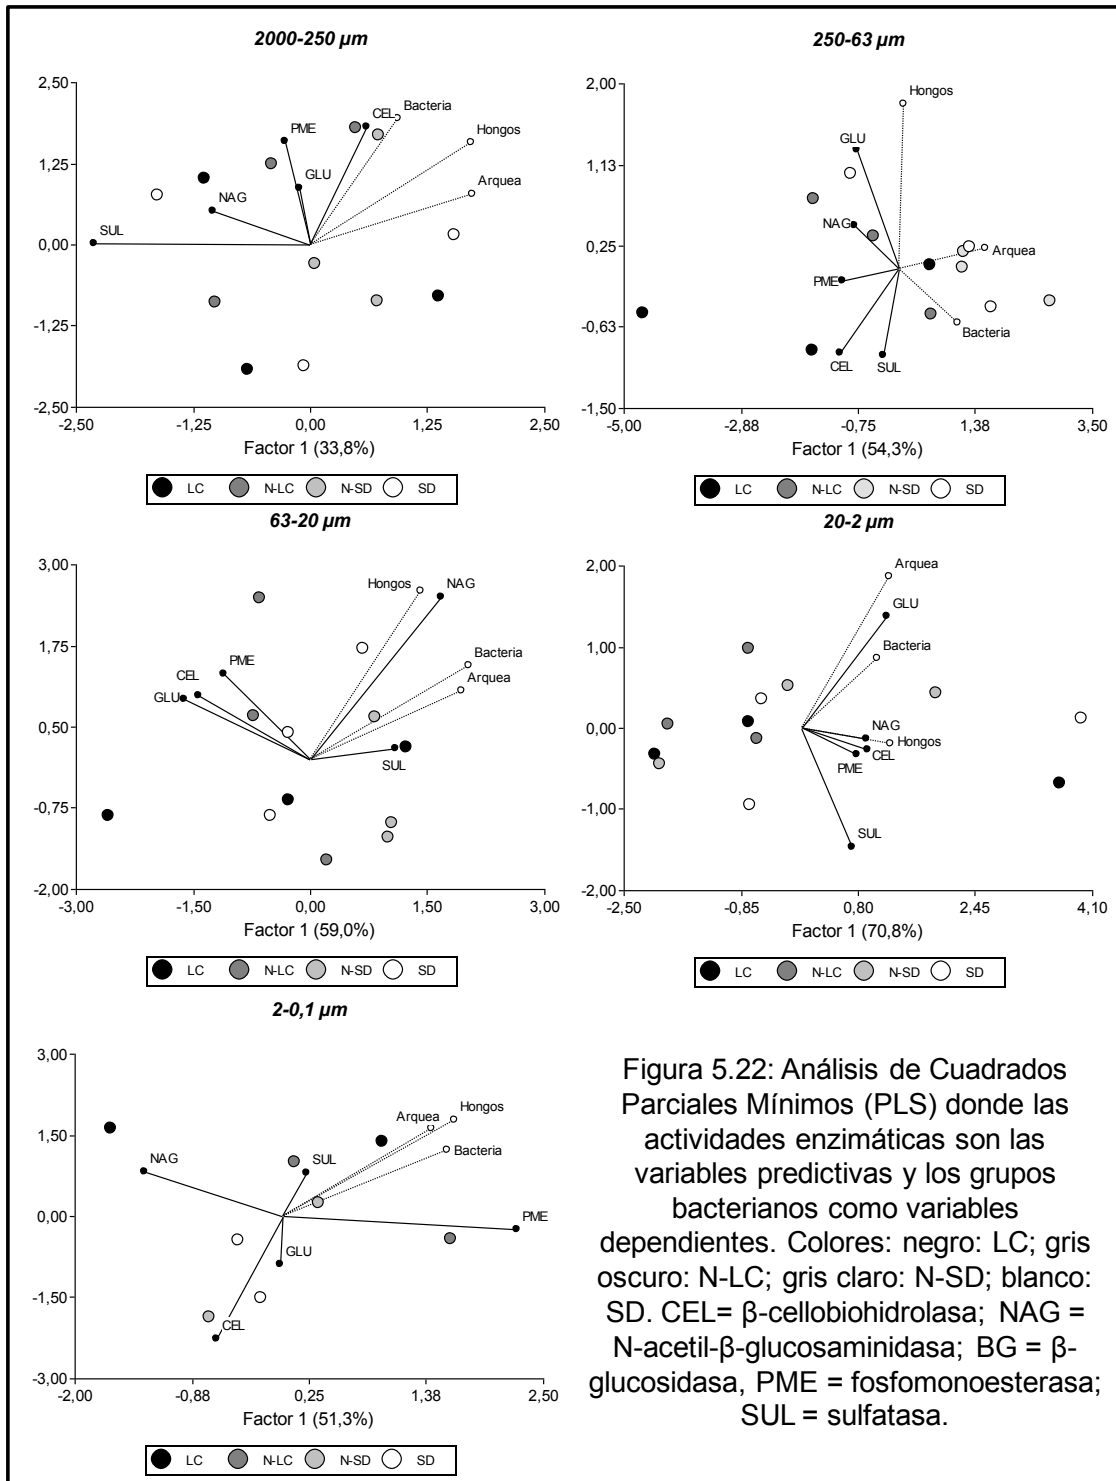 2000-250 µm
2,50
1,25
0,00
-1,25
-2,50
-2,50 -1,25 0,00 1,25 2,50
PME
CEL
Bacteria
Hongos
GLU
Arquea
NAG
SUL
Factor 1 (33,8%)
LC N-LC N-SD SD
250-63 µm
2,00
1,13
0,25
-0,63
-1,50
-5,00 -2,88 -0,75 1,38 3,50
Hongos
GLU
NAG
Arquea
PME
Bacteria
CEL
SUL
Factor 1 (54,3%)
LC N-LC N-SD SD
63-20 µm
3,00
1,75
0,50
-0,75
-2,00
-3,00 -1,50 0,00 1,50 3,00
Hongos
NAG
PME
Bacteria
CEL
Arquea
GLU
SUL
Factor 1 (59,0%)
LC N-LC N-SD SD
20-2 µm
2,00
1,00
0,00
-1,00
-2,00
-2,50 -0,85 0,80 2,45 4,10
Arquea
GLU
Bacteria
NAG
Hongos
CEL
PME
SUL
Factor 1 (70,8%)
LC N-LC N-SD SD
2-0,1 µm
3,00
1,50
0,00
-1,50
-3,00
-2,00 -0,88 0,25 1,38 2,50
Arquea
Hongos
Bacteria
NAG
SUL
PME
GLU
CEL
Factor 1 (51,3%)
LC N-LC N-SD SD
Figura 5.22: Análisis de Cuadrados
Parciales Mínimos (PLS) donde las
actividades enzimáticas son las
variables predictivas y los grupos
bacterianos como variables
dependientes. Colores: negro: LC; gris
oscuro: N-LC; gris claro: N-SD; blanco:
SD. CEL= β-cellobiohidrolasa; NAG =
N-acetil-β-glucosaminidasa; BG = β-
glucosidasa, PME = fosfomonoesterasa;
SUL = sulfatasa.